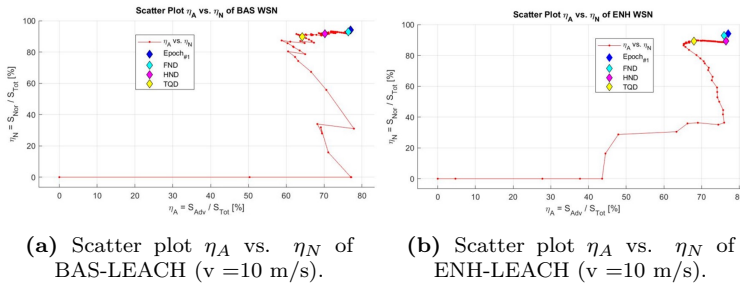 Scatter Plot η_A vs. η_N of BAS WSN
η_N = S_Nor / S_Tot [%]
100
80
60
40
20
0
η_A vs. η_N
Epoch_#1
FND
HND
TQD
0 10 20 30 40 50 60 70 80
η_A = S_Adv / S_Tot [%]
(a) Scatter plot η_A vs. η_N of
BAS-LEACH (v =10 m/s).
Scatter Plot η_A vs. η_N of ENH WSN
η_N = S_Nor / S_Tot [%]
100
80
60
40
20
0
η_A vs. η_N
Epoch_#1
FND
HND
TQD
0 10 20 30 40 50 60 70 80
η_A = S_Adv / S_Tot [%]
(b) Scatter plot η_A vs. η_N of
ENH-LEACH (v =10 m/s).